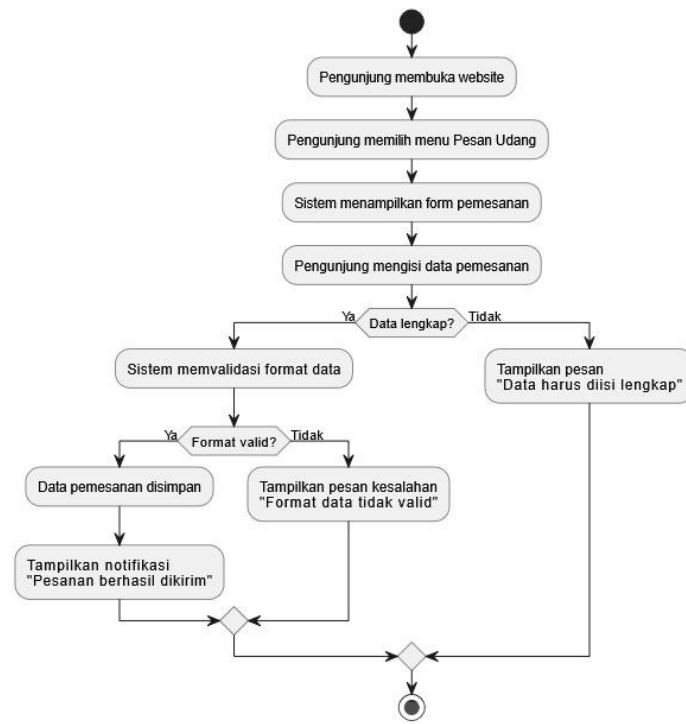 Pengunjung membuka website
Pengunjung memilih menu Pesan Udang
Sistem menampilkan form pemesanan
Pengunjung mengisi data pemesanan
Ya
Data lengkap?
Tidak
Sistem memvalidasi format data
Tampilkan pesan
"Data harus diisi lengkap"
Ya
Format valid?
Tidak
Data pemesanan disimpan
Tampilkan pesan kesalahan
"Format data tidak valid"
Tampilkan notifikasi
"Pesanan berhasil dikirim"